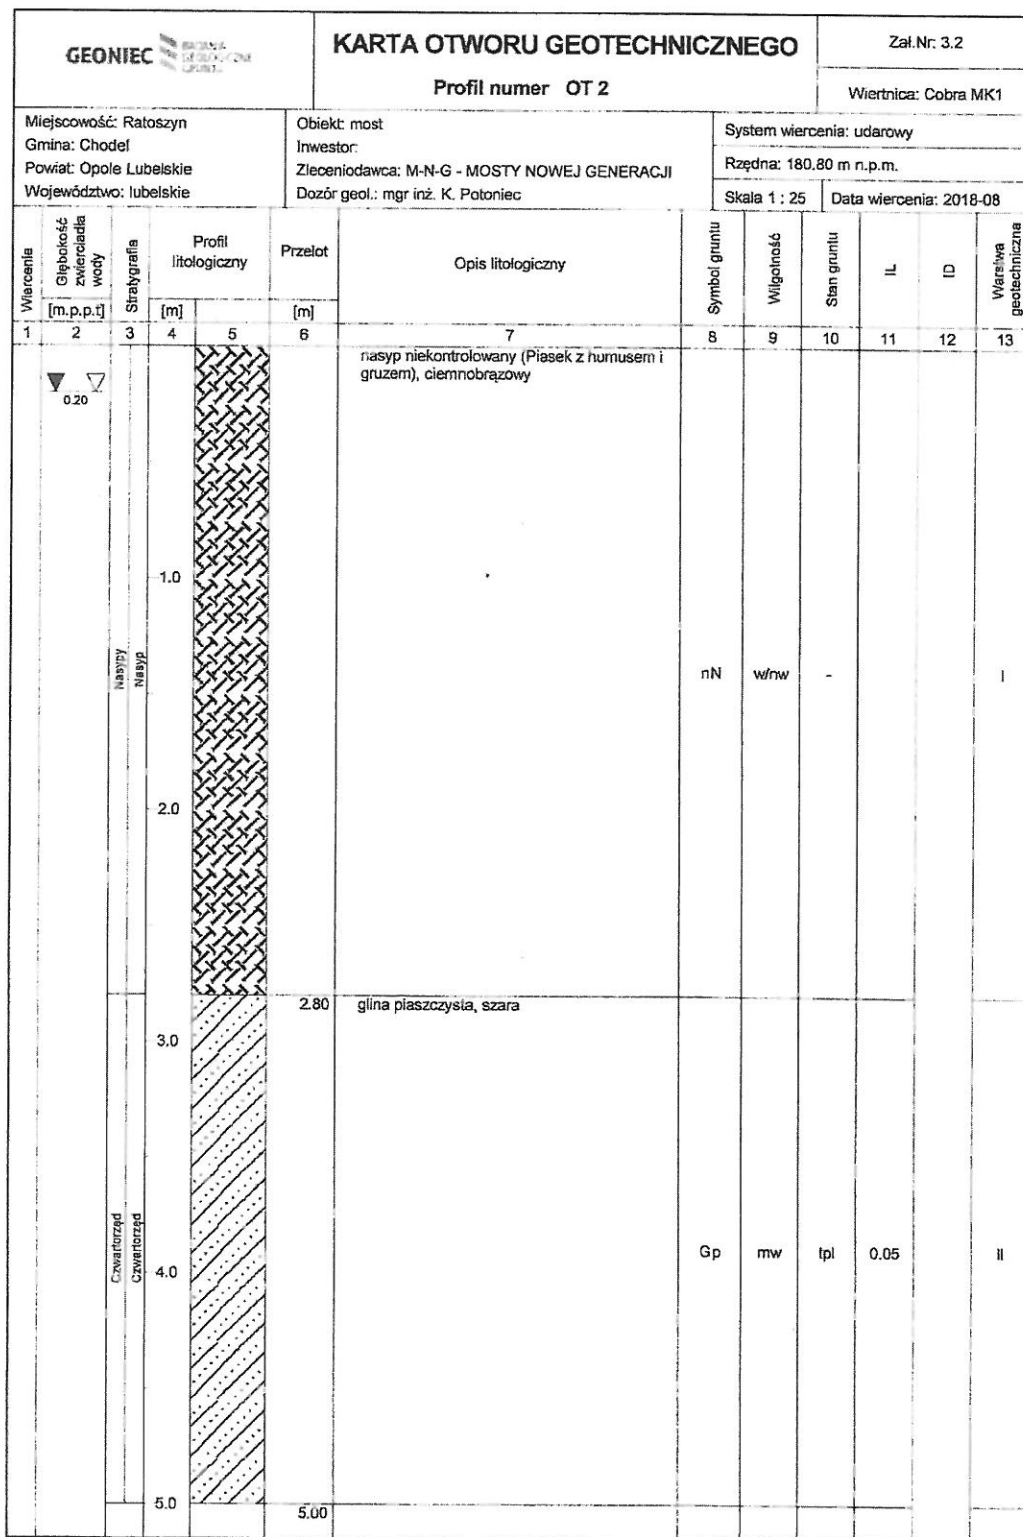 GEONIEC
BADANIA
GEOLOGICZNE
GRUNTU
KARTA OTWORU GEOTECHNICZNEGO
Profil numer OT 2
Zał.Nr: 3.2
Wiertnica: Cobra MK1
Miejscowość: Ratoszyn
Gmina: Chodel
Powiat: Opole Lubelskie
Województwo: lubelskie
Obiekt: most
Inwestor:
Zleceniodawca: M-N-G - MOSTY NOWEJ GENERACJI
Dozór geol.: mgr inż. K. Potoniec
System wiercenia: udarowy
Rzędna: 180.80 m n.p.m.
Skala 1 : 25
Data wiercenia: 2018-08
Wiercenie
Głębokość zwierciadła wody
[m.p.p.t]
Stratygrafia
Profil litologiczny
[m]
Przelot
[m]
Opis litologiczny
Symbol gruntu
Wilgotność
Stan gruntu
IL
ID
Warstwa geotechniczna
1 2 3 4 5 6 7 8 9 10 11 12 13
nasyp niekontrolowany (Piasek z humusem i
gruzem), ciemnobrązowy
0.20
1.0
Nasypy
Nasyp
nN w/nw - I
2.0
2.80 glina piaszczysta, szara
3.0
Czwartorzęd
Czwartorzęd
Gp mw tpl 0.05 II
4.0
5.0
5.00